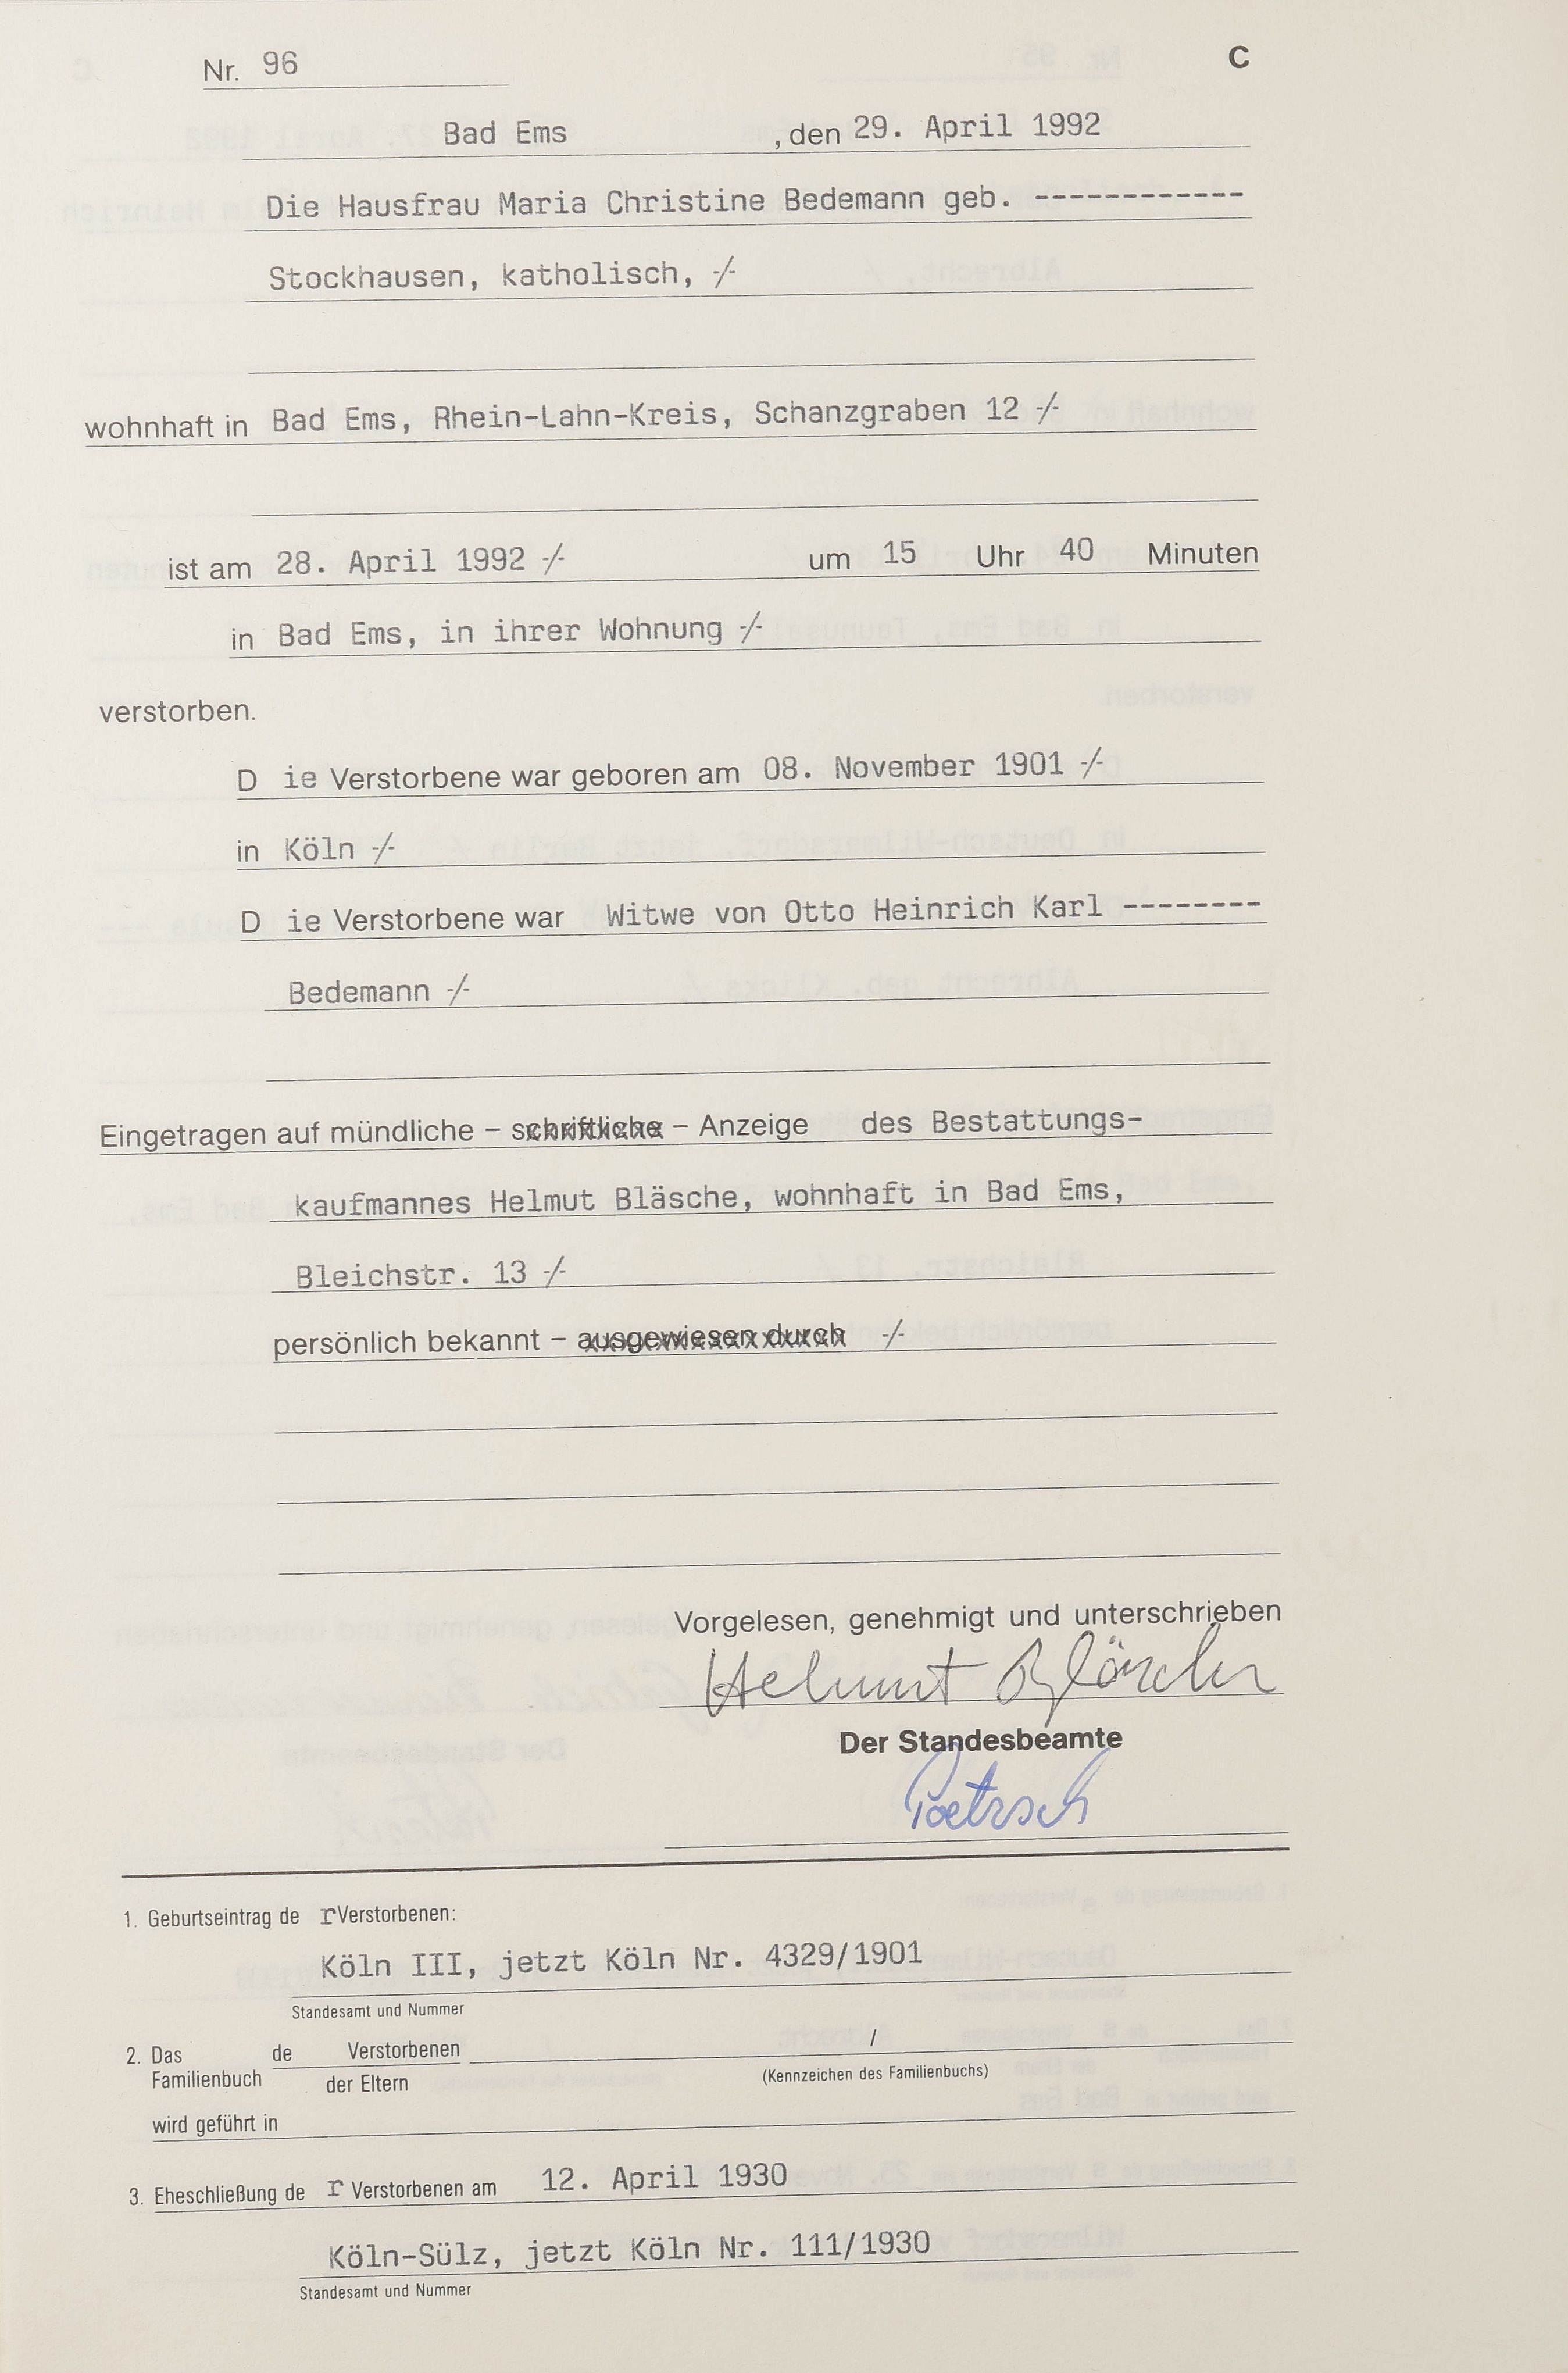 Nr. 96 C
Bad Ems , den 29. April 1992
Die Hausfrau Maria Christine Bedemann geb. ------------
Stockhausen, katholisch, -/-
wohnhaft in Bad Ems, Rhein-Lahn-Kreis, Schanzgraben 12 -/-
ist am 28. April 1992 -/- um 15 Uhr 40 Minuten
in Bad Ems, in ihrer Wohnung -/-
verstorben.
D ie Verstorbene war geboren am 08. November 1901 -/-
in Köln -/-
D ie Verstorbene war Witwe von Otto Heinrich Karl --------
Bedemann -/-
Eingetragen auf mündliche – schriftliche – Anzeige des Bestattungs-
kaufmannes Helmut Bläsche, wohnhaft in Bad Ems,
Bleichstr. 13 -/-
persönlich bekannt – ausgewiesen durch -/-
Vorgelesen, genehmigt und unterschrieben
Helmut Bläsche
Der Standesbeamte
1. Geburtseintrag de r Verstorbenen:
Köln III, jetzt Köln Nr. 4329/1901
Standesamt und Nummer
2. Das de Verstorbenen /
Familienbuch der Eltern (Kennzeichen des Familienbuchs)
wird geführt in
3. Eheschließung de r Verstorbenen am 12. April 1930
Köln-Sülz, jetzt Köln Nr. 111/1930
Standesamt und Nummer